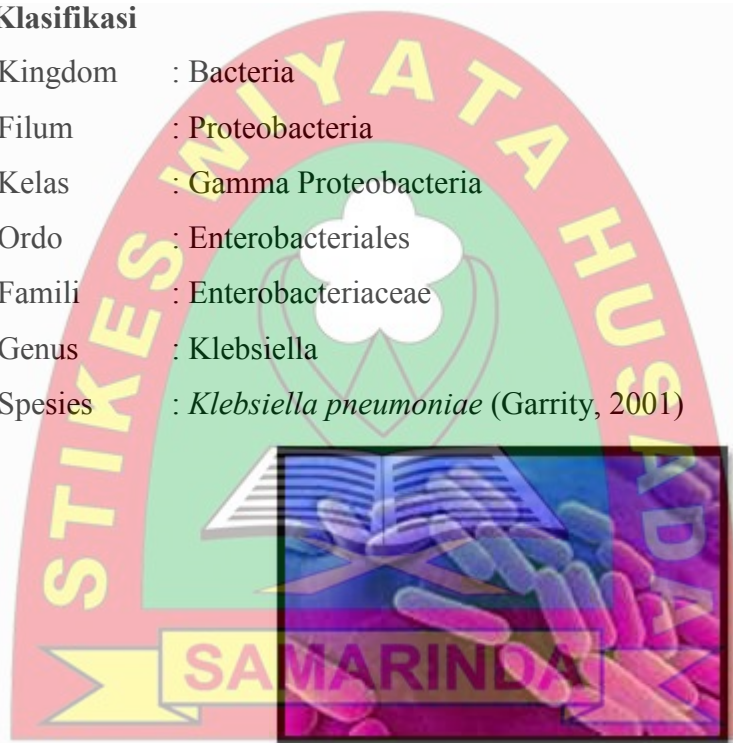 Klasifikasi
Kingdom : Bacteria
Filum : Proteobacteria
Kelas : Gamma Proteobacteria
Ordo : Enterobacteriales
Famili : Enterobacteriaceae
Genus : Klebsiella
Spesies : Klebsiella pneumoniae (Garrity, 2001)
STIKES WIYATA HUSADA
SAMARINDA